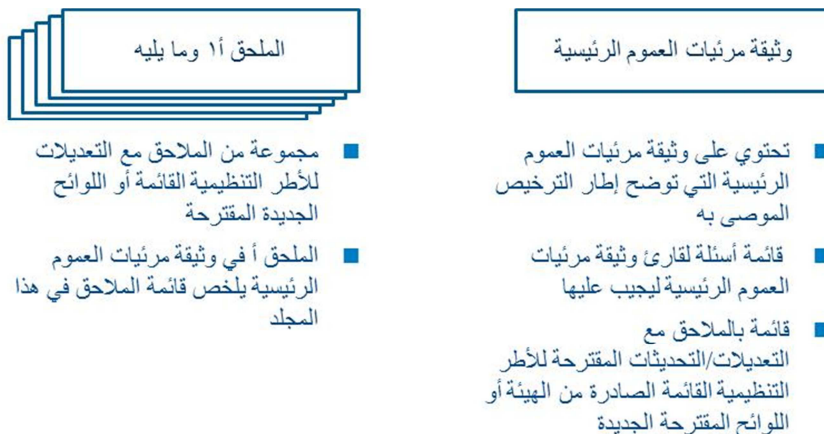 وثيقة مرئيات العموم الرئيسية
تحتوي على وثيقة مرئيات العموم
الرئيسية التي توضح إطار الترخيص
الموصى به
قائمة أسئلة لقارئ وثيقة مرئيات
العموم الرئيسية ليجيب عليها
قائمة بالملاحق مع
التعديلات/التحديثات المقترحة للأطر
التنظيمية القائمة الصادرة من الهيئة أو
اللوائح المقترحة الجديدة
الملحق أ١ وما يليه
مجموعة من الملاحق مع التعديلات
للأطر التنظيمية القائمة أو اللوائح
الجديدة المقترحة
الملحق أ في وثيقة مرئيات العموم
الرئيسية يلخص قائمة الملاحق في هذا
المجلد